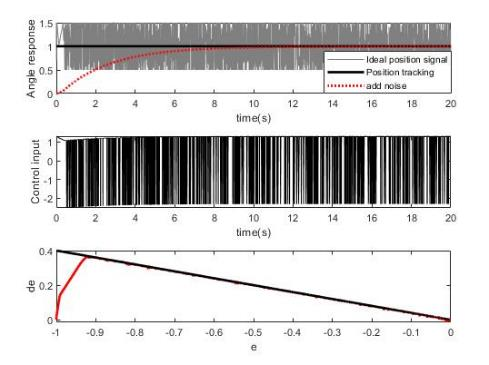 1.5
1
0.5
0
Angle response
Ideal position signal
Position tracking
add noise
0 2 4 6 8 10 12 14 16 18 20
time(s)
1
0
-1
-2
Control input
0 2 4 6 8 10 12 14 16 18 20
time(s)
0.4
0.2
0
de
-1 -0.9 -0.8 -0.7 -0.6 -0.5 -0.4 -0.3 -0.2 -0.1 0
e